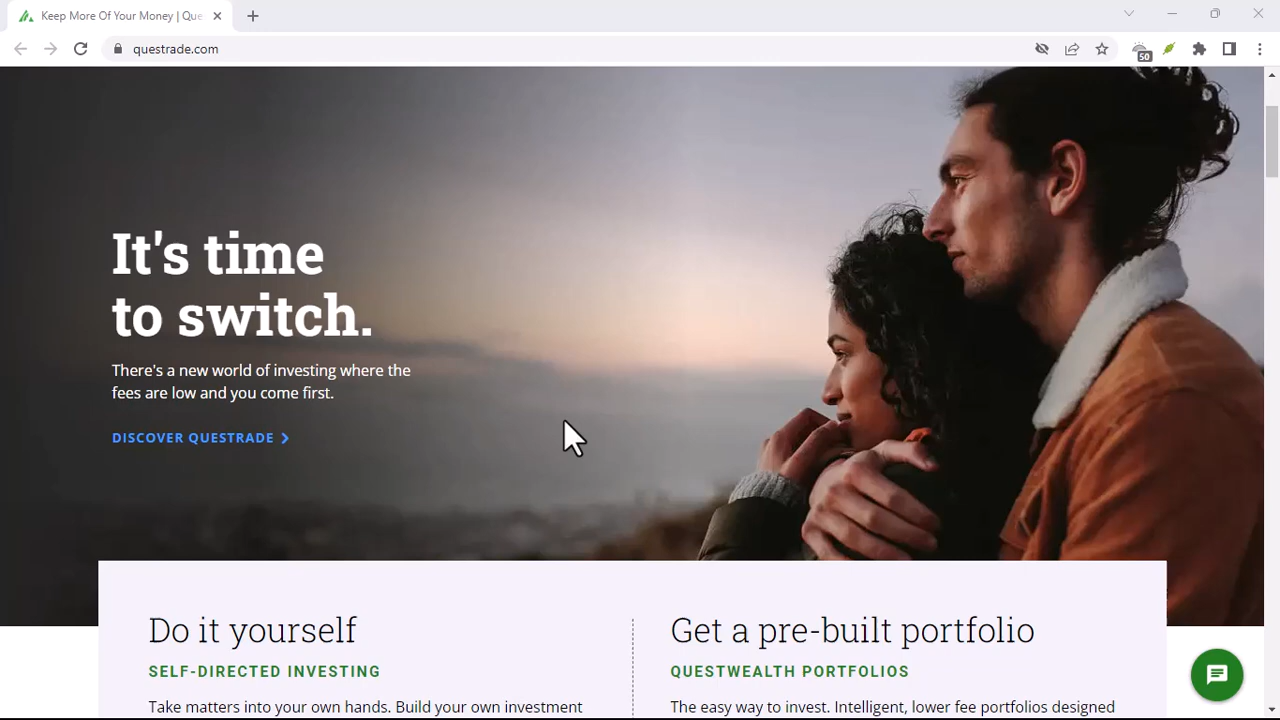 Keep More Of Your Money | Que
questrade.com
50
It's time
to switch.
There's a new world of investing where the
fees are low and you come first.
DISCOVER QUESTRADE
Do it yourself
SELF-DIRECTED INVESTING
Take matters into your own hands. Build your own investment
Get a pre-built portfolio
QUESTWEALTH PORTFOLIOS
The easy way to invest. Intelligent, lower fee portfolios designed